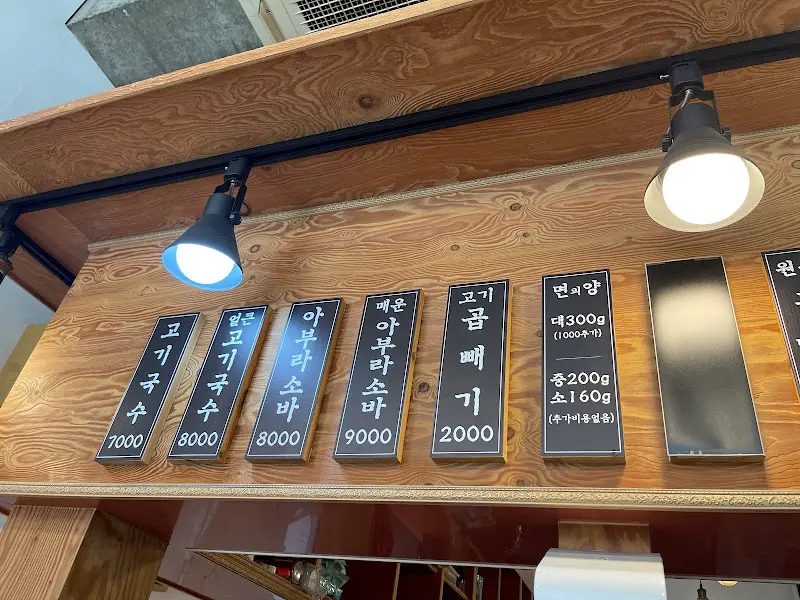 고기국수
7000
얼큰
고기국수
8000
아부라소바
8000
매운
아부라소바
9000
고기
곱빼기
2000
면의양
대300g
(1000추가)
중200g
소160g
(추가비용없음)
원